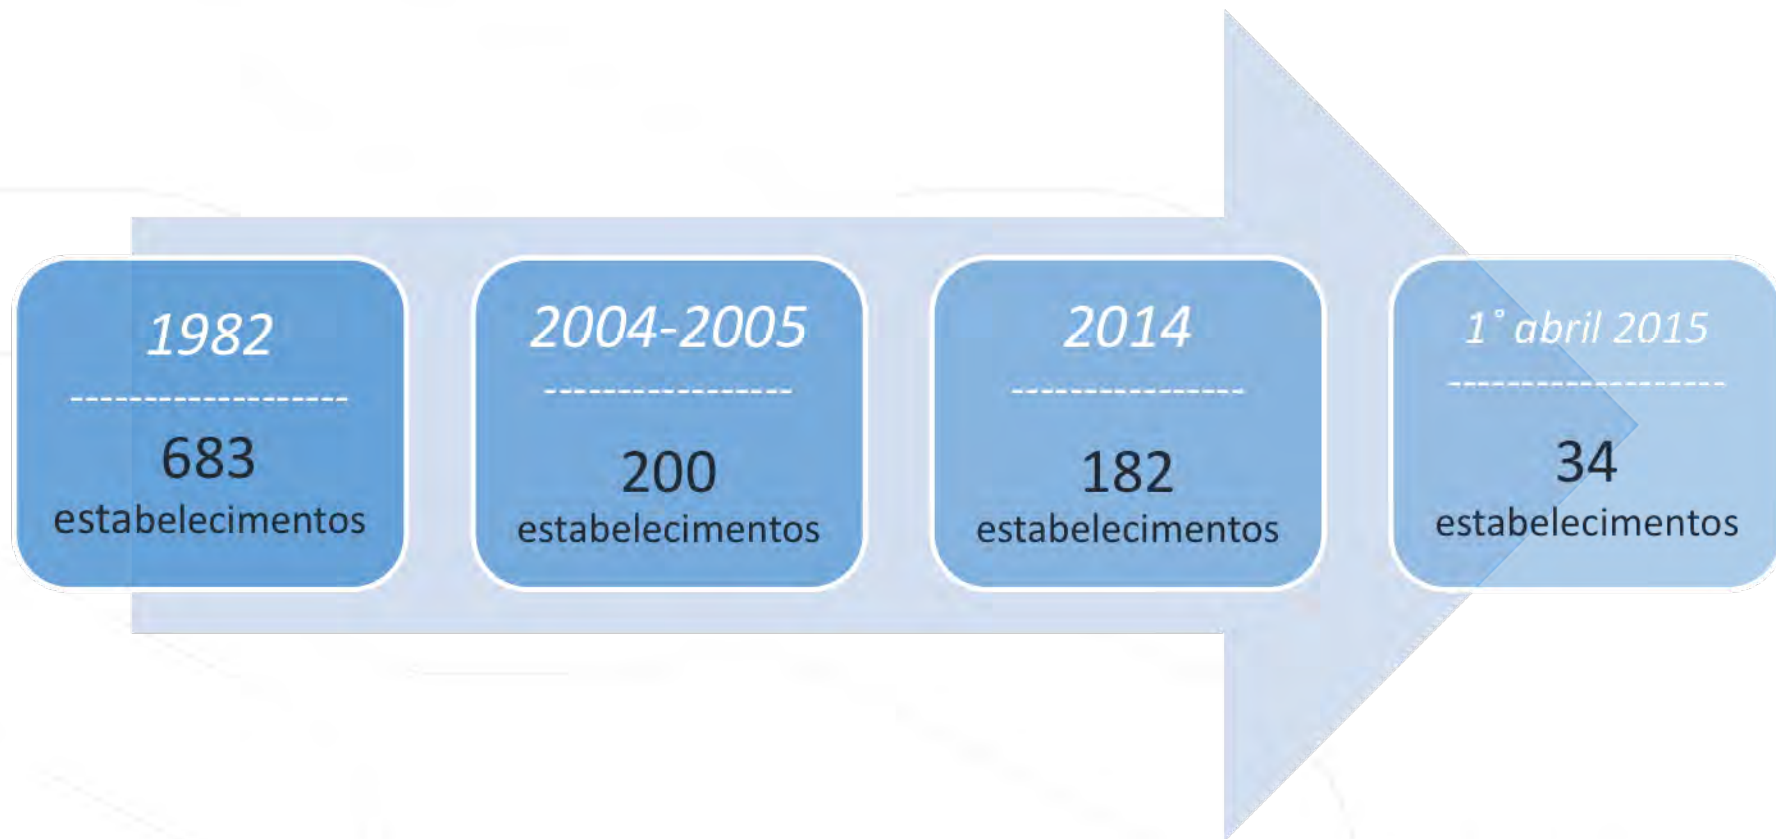 1982
-------------------
683
estabelecimentos
2004-2005
-----------------
200
estabelecimentos
2014
----------------
182
estabelecimentos
1° abril 2015
-------------------
34
estabelecimentos